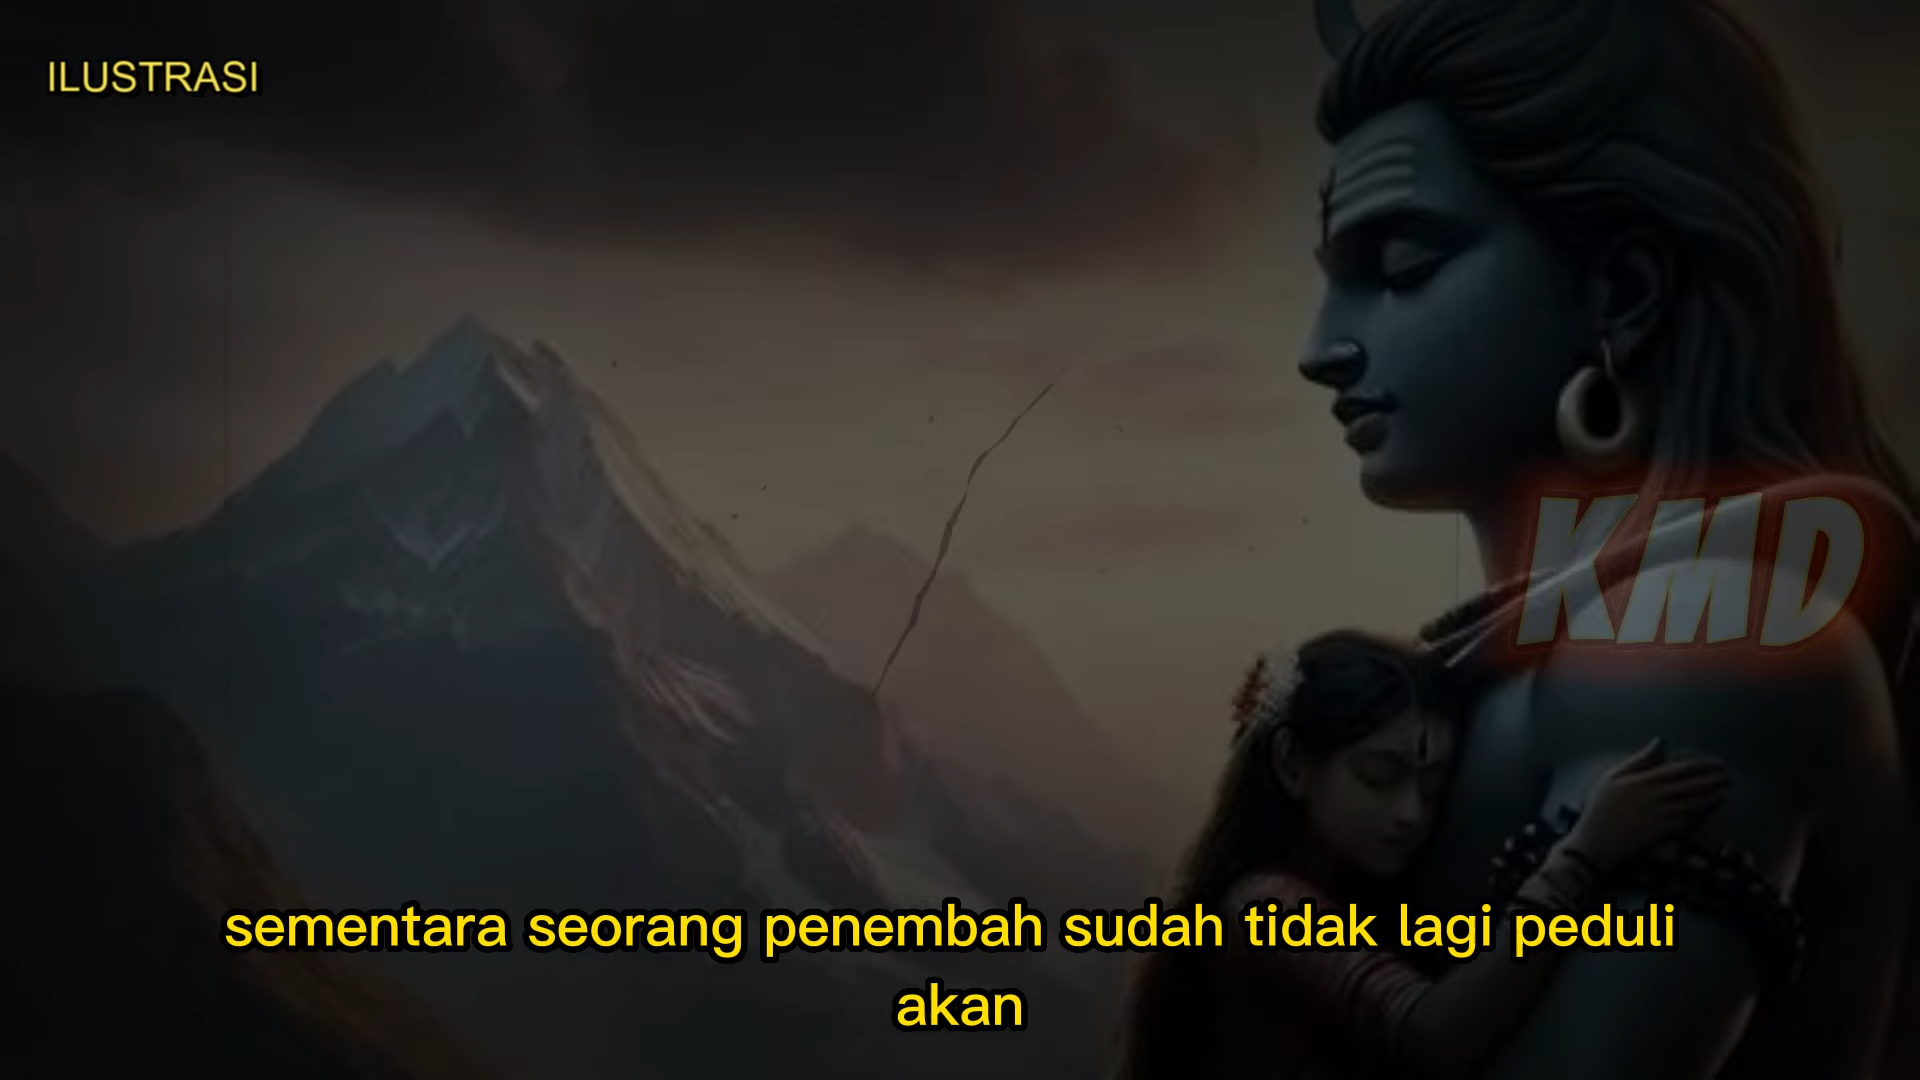 ILUSTRASI
KMD
sementara seorang penembah sudah tidak lagi peduli
akan